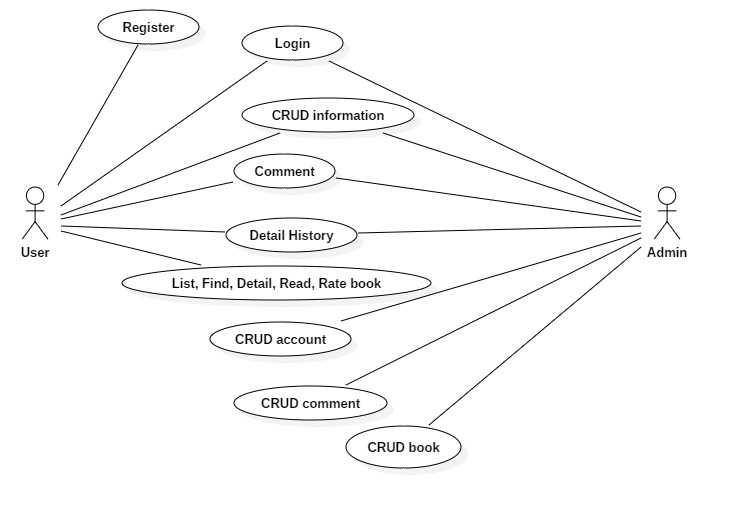 Register
Login
CRUD information
Comment
User
Admin
Detail History
List, Find, Detail, Read, Rate book
CRUD account
CRUD comment
CRUD book